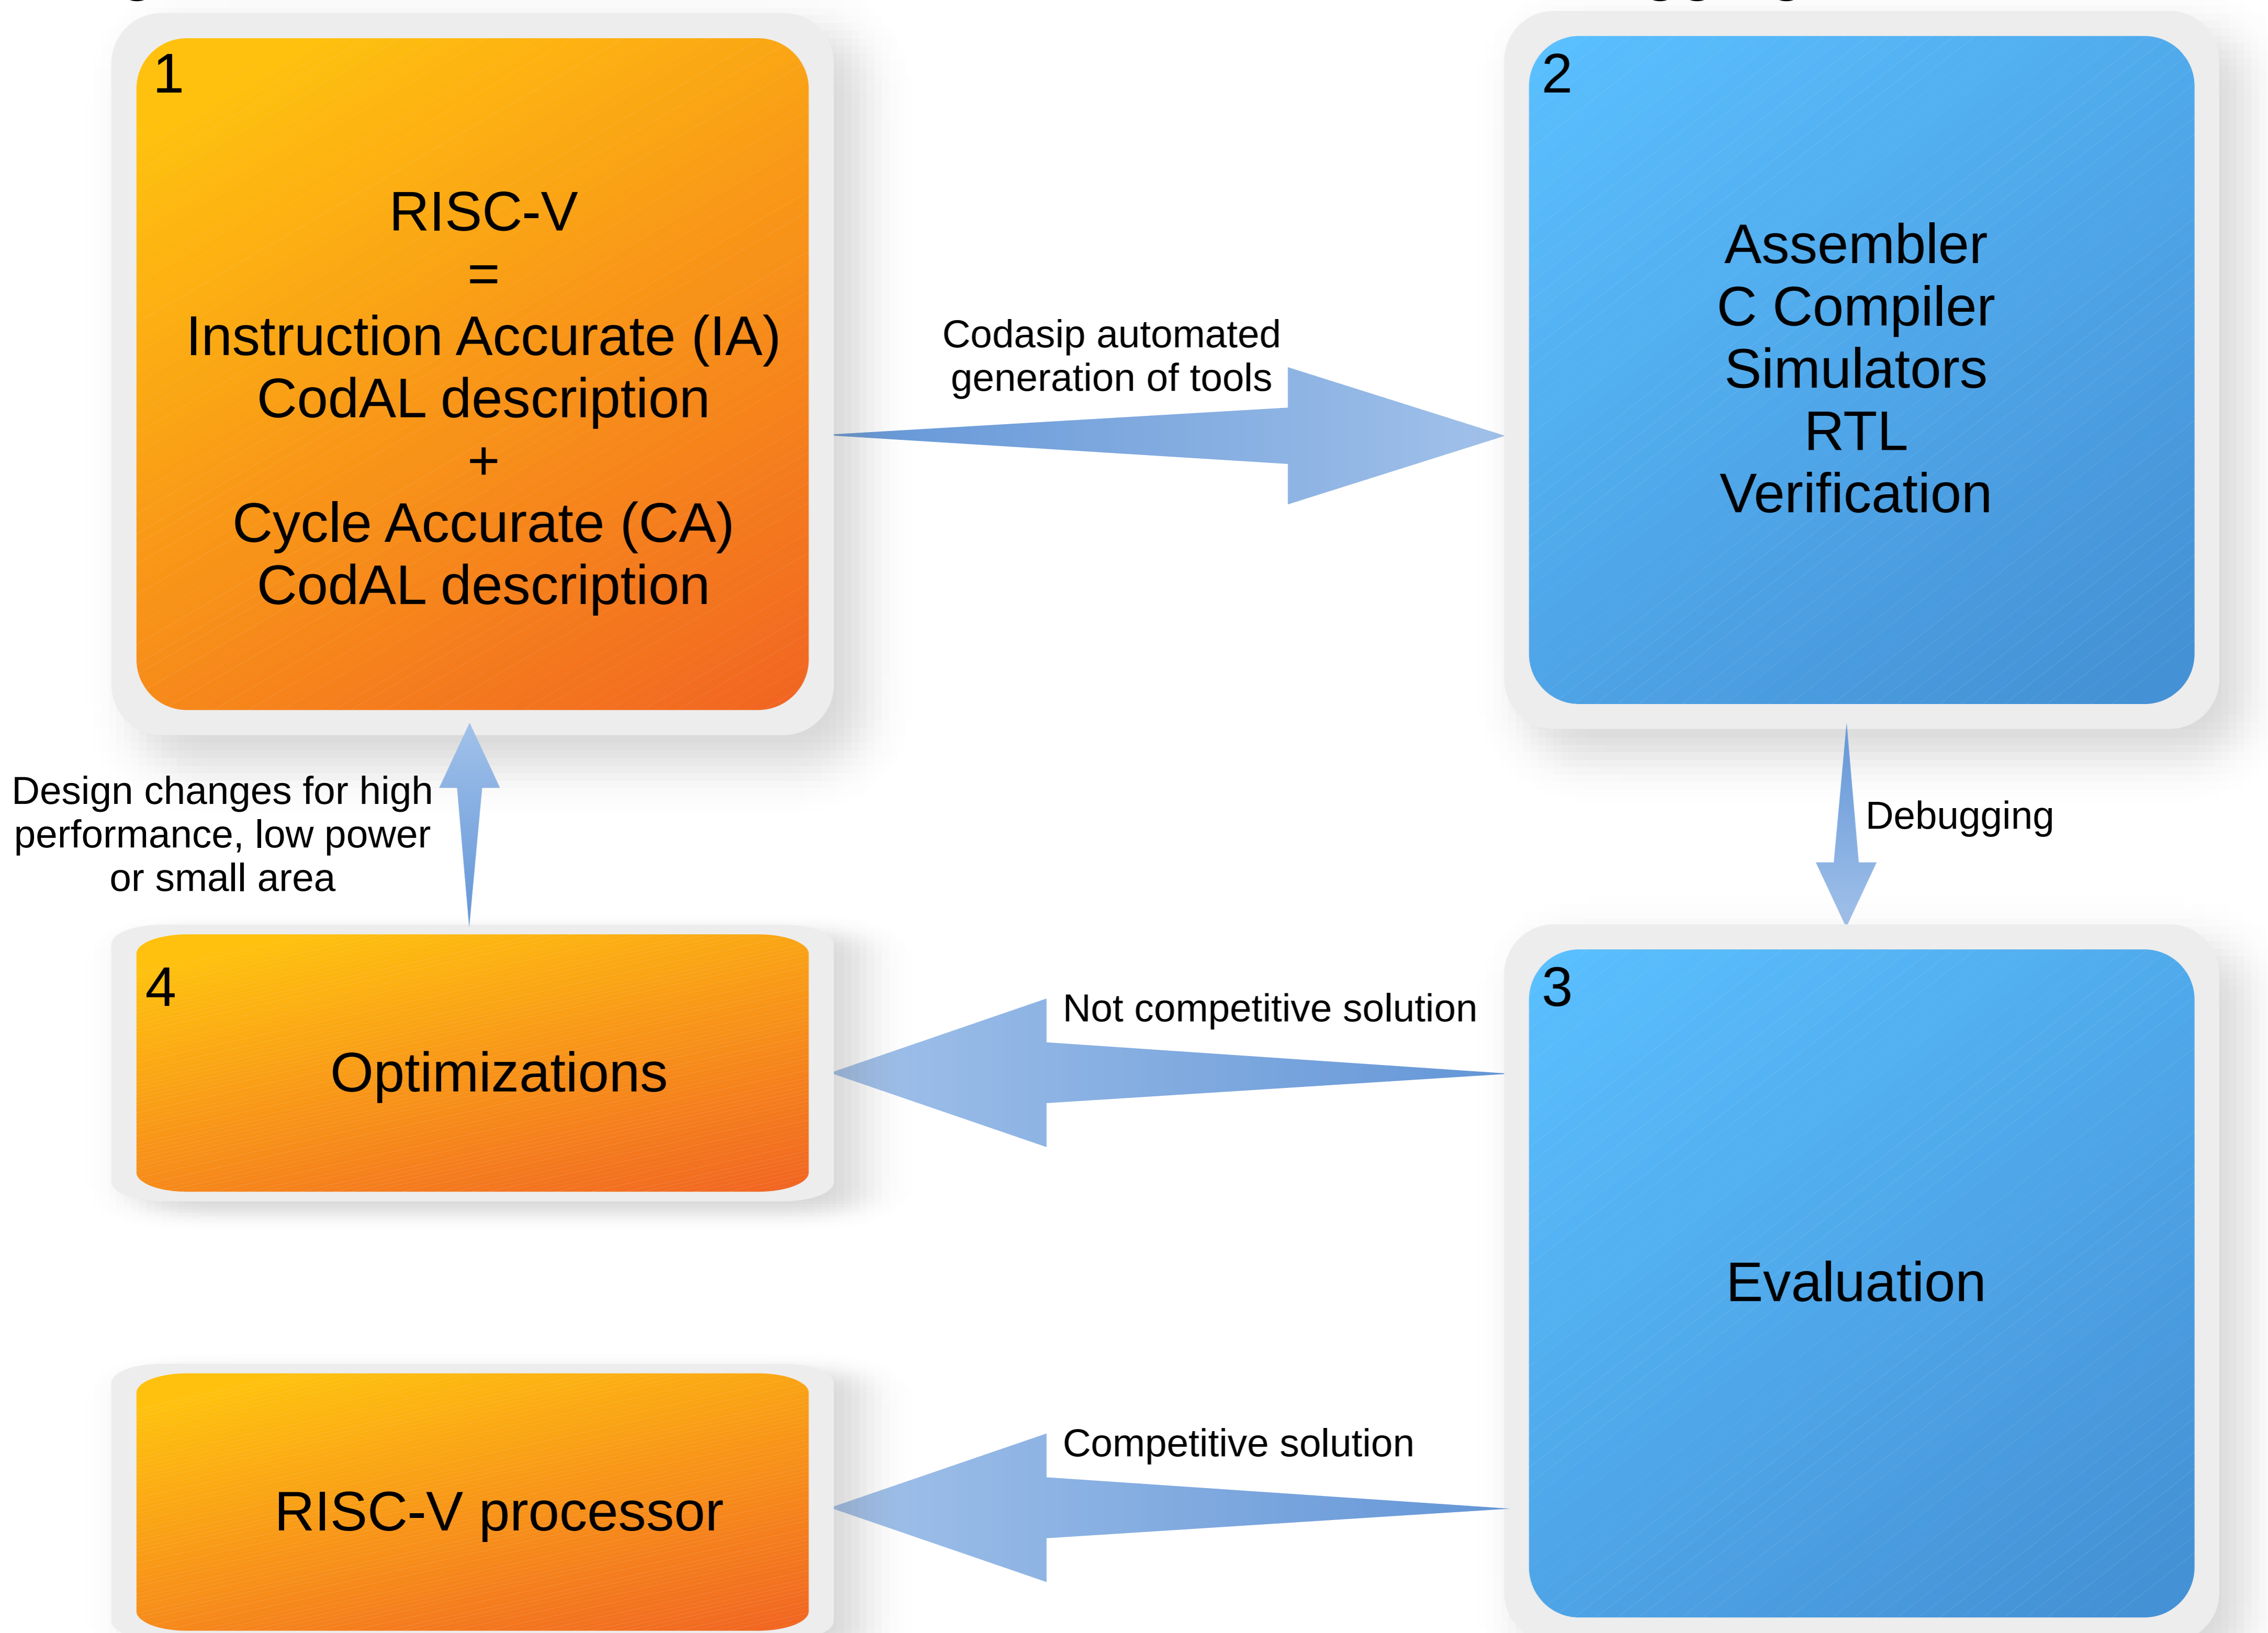 1
RISC-V
=
Instruction Accurate (IA)
CodAL description
+
Cycle Accurate (CA)
CodAL description
Codasip automated
generation of tools
2
Assembler
C Compiler
Simulators
RTL
Verification
Design changes for high
performance, low power
or small area
Debugging
4
Optimizations
Not competitive solution
3
Evaluation
Competitive solution
RISC-V processor